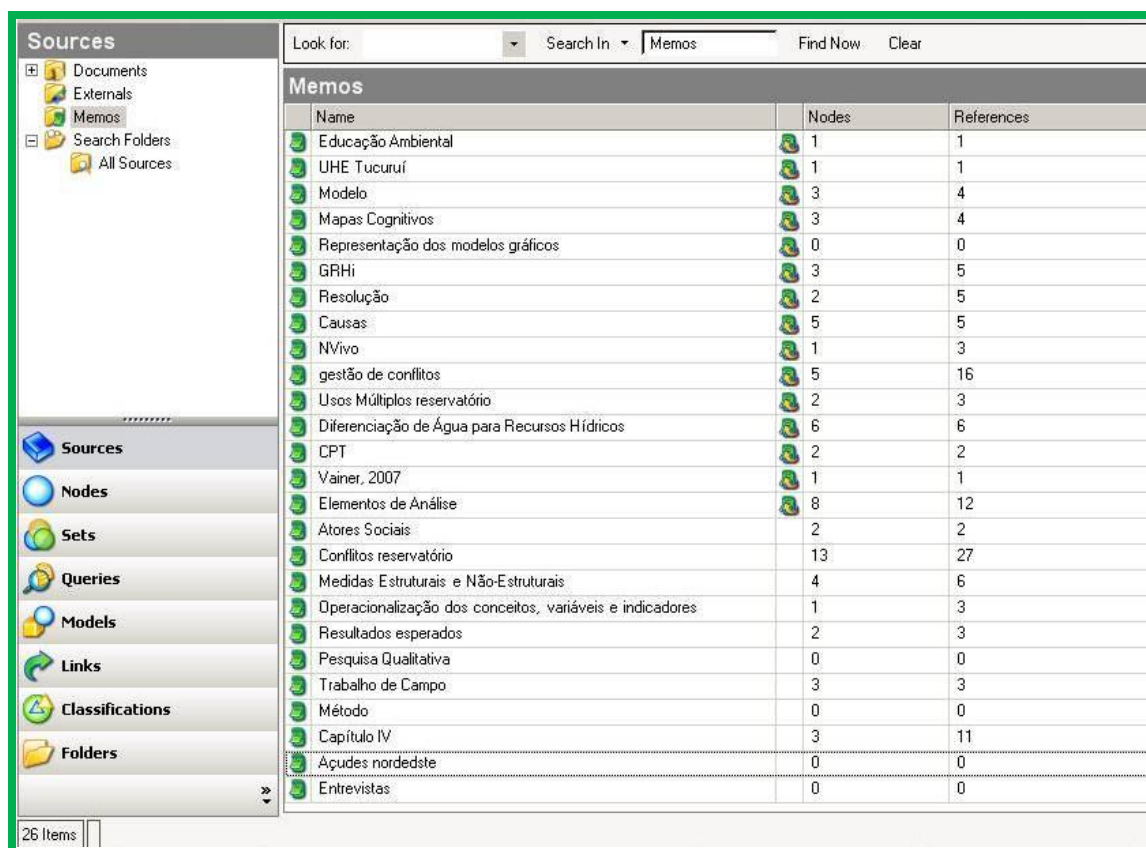 Sources
Look for: Search In Memos Find Now Clear
Documents
Externals
Memos
Search Folders
All Sources
Memos
Name Nodes References
Educação Ambiental 1 1
UHE Tucuruí 1 1
Modelo 3 4
Mapas Cognitivos 3 4
Representação dos modelos gráficos 0 0
GRHi 3 5
Resolução 2 5
Causas 5 5
NVivo 1 3
gestão de conflitos 5 16
Usos Múltiplos reservatório 2 3
Diferenciação de Água para Recursos Hídricos 6 6
CPT 2 2
Vainer, 2007 1 1
Elementos de Análise 8 12
Atores Sociais 2 2
Conflitos reservatório 13 27
Medidas Estruturais e Não-Estruturais 4 6
Operacionalização dos conceitos, variáveis e indicadores 1 3
Resultados esperados 2 3
Pesquisa Qualitativa 0 0
Trabalho de Campo 3 3
Método 0 0
Capítulo IV 3 11
Açudes nordedste 0 0
Entrevistas 0 0
Sources
Nodes
Sets
Queries
Models
Links
Classifications
Folders
26 Items